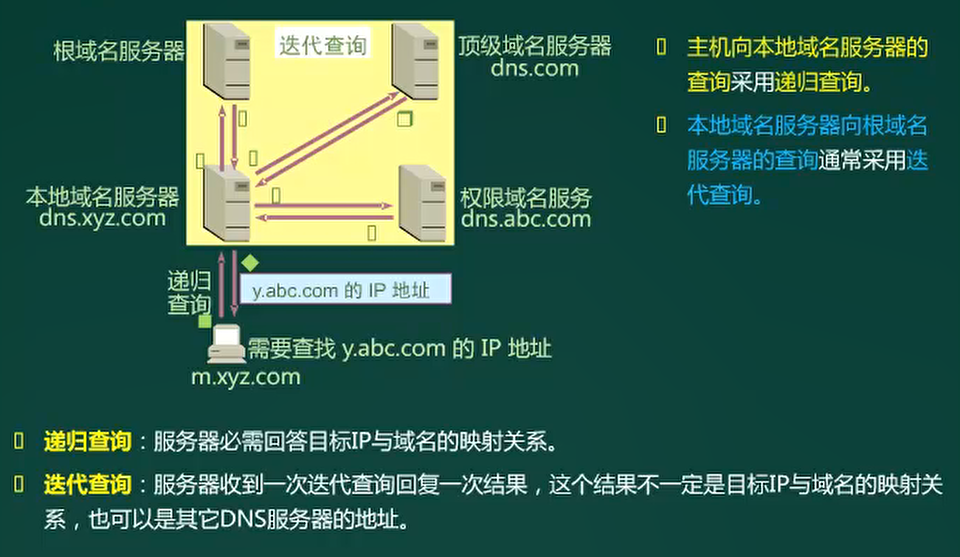 根域名服务器
迭代查询
顶级域名服务器
dns.com
本地域名服务器
dns.xyz.com
权限域名服务
dns.abc.com
递归
查询
y.abc.com 的 IP 地址
需要查找 y.abc.com 的 IP 地址
m.xyz.com
主机向本地域名服务器的
查询采用递归查询。
本地域名服务器向根域名
服务器的查询通常采用迭
代查询。
递归查询：服务器必需回答目标IP与域名的映射关系。
迭代查询：服务器收到一次迭代查询回复一次结果，这个结果不一定是目标IP与域名的映射关
系，也可以是其它DNS服务器的地址。